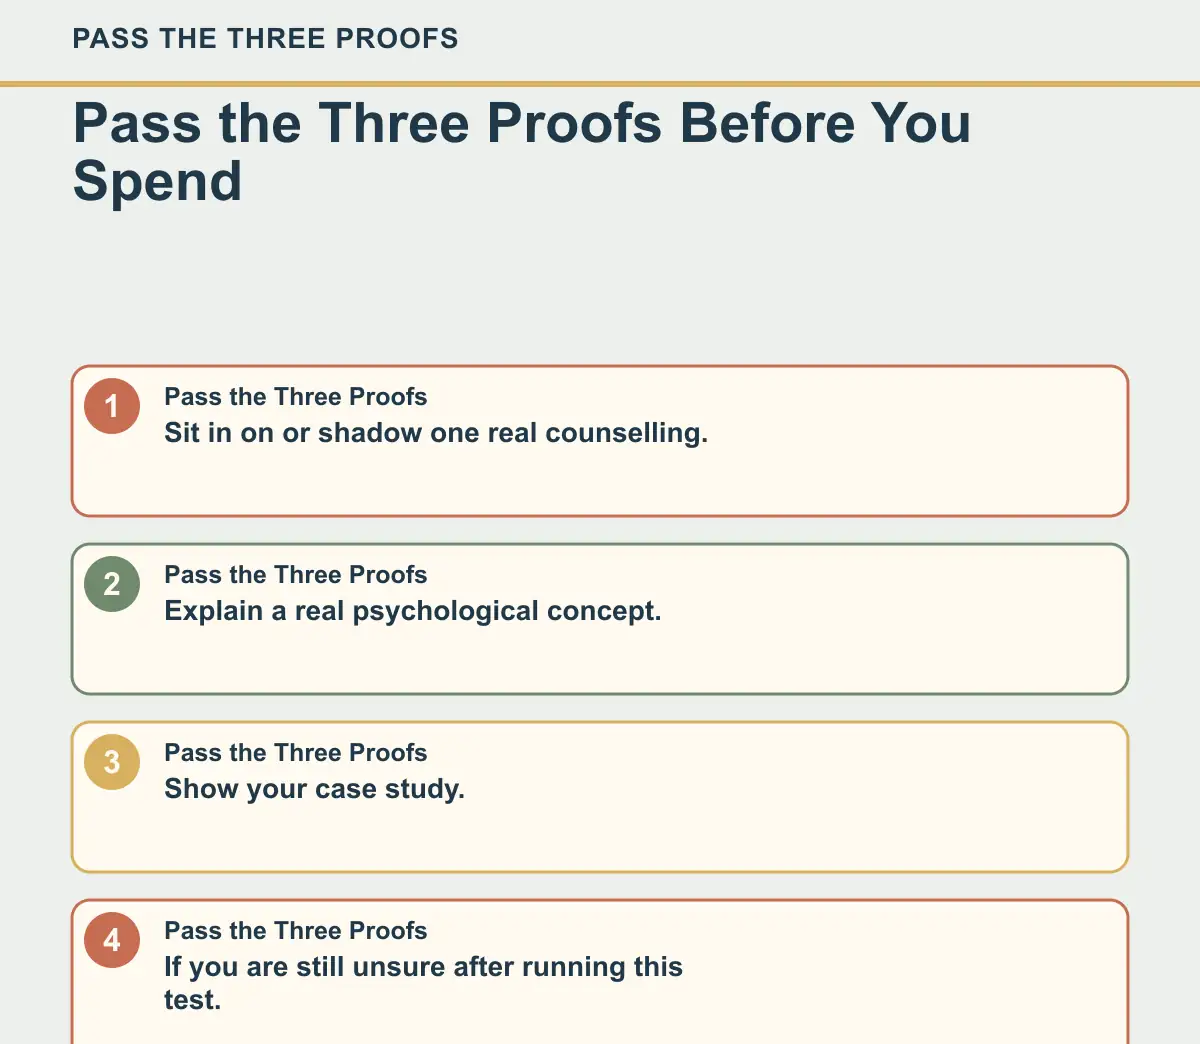 PASS THE THREE PROOFS
Pass the Three Proofs Before You
Spend
1
Pass the Three Proofs
Sit in on or shadow one real counselling.
2
Pass the Three Proofs
Explain a real psychological concept.
3
Pass the Three Proofs
Show your case study.
4
Pass the Three Proofs
If you are still unsure after running this
test.